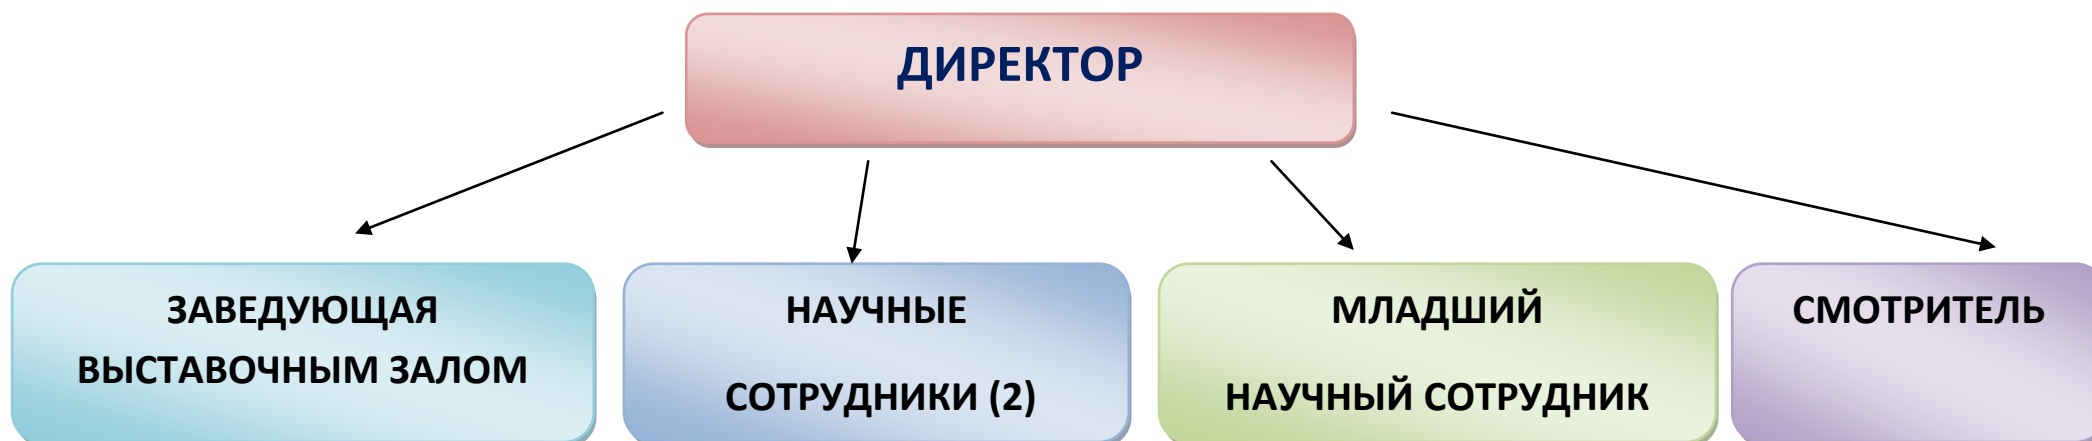 ДИРЕКТОР
ЗАВЕДУЮЩАЯ
ВЫСТАВОЧНЫМ ЗАЛОМ
НАУЧНЫЕ
СОТРУДНИКИ (2)
МЛАДШИЙ
НАУЧНЫЙ СОТРУДНИК
СМОТРИТЕЛЬ